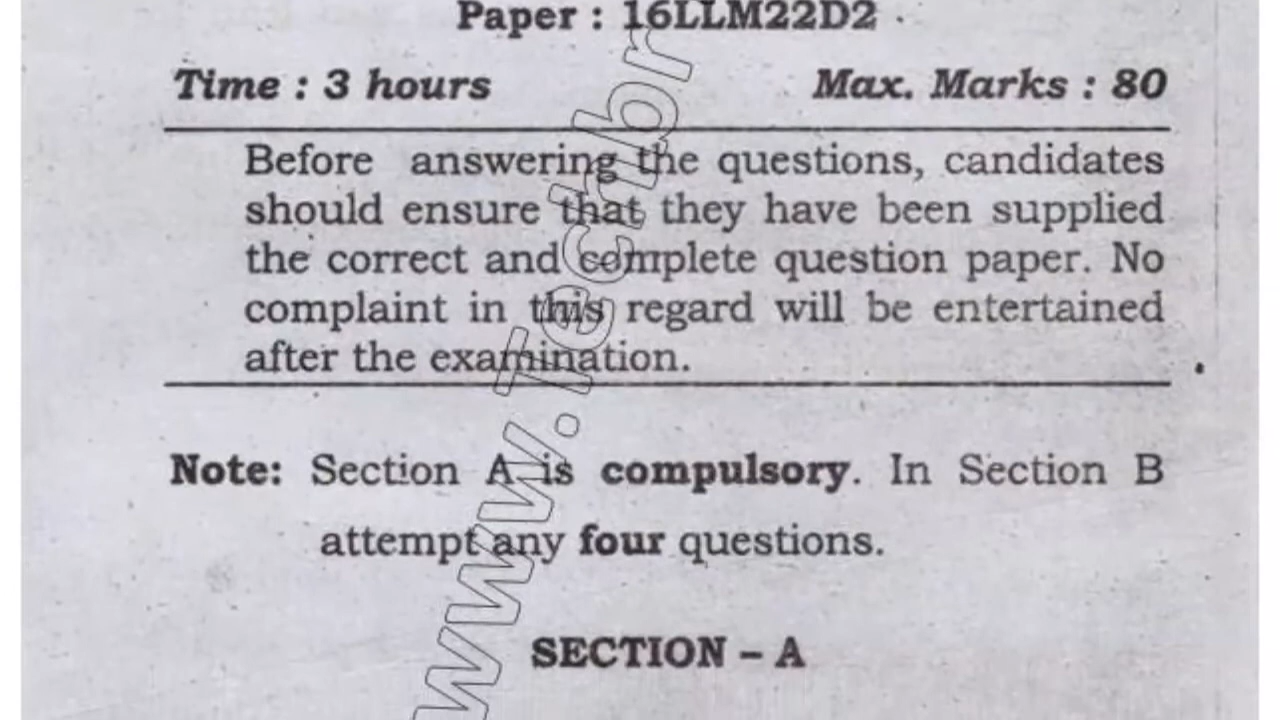 Paper : 16LLM22D2
Time : 3 hours Max. Marks : 80
Before answering the questions, candidates
should ensure that they have been supplied
the correct and complete question paper. No
complaint in this regard will be entertained
after the examination.
Note: Section A is compulsory. In Section B
attempt any four questions.
SECTION – A
www.Techbr